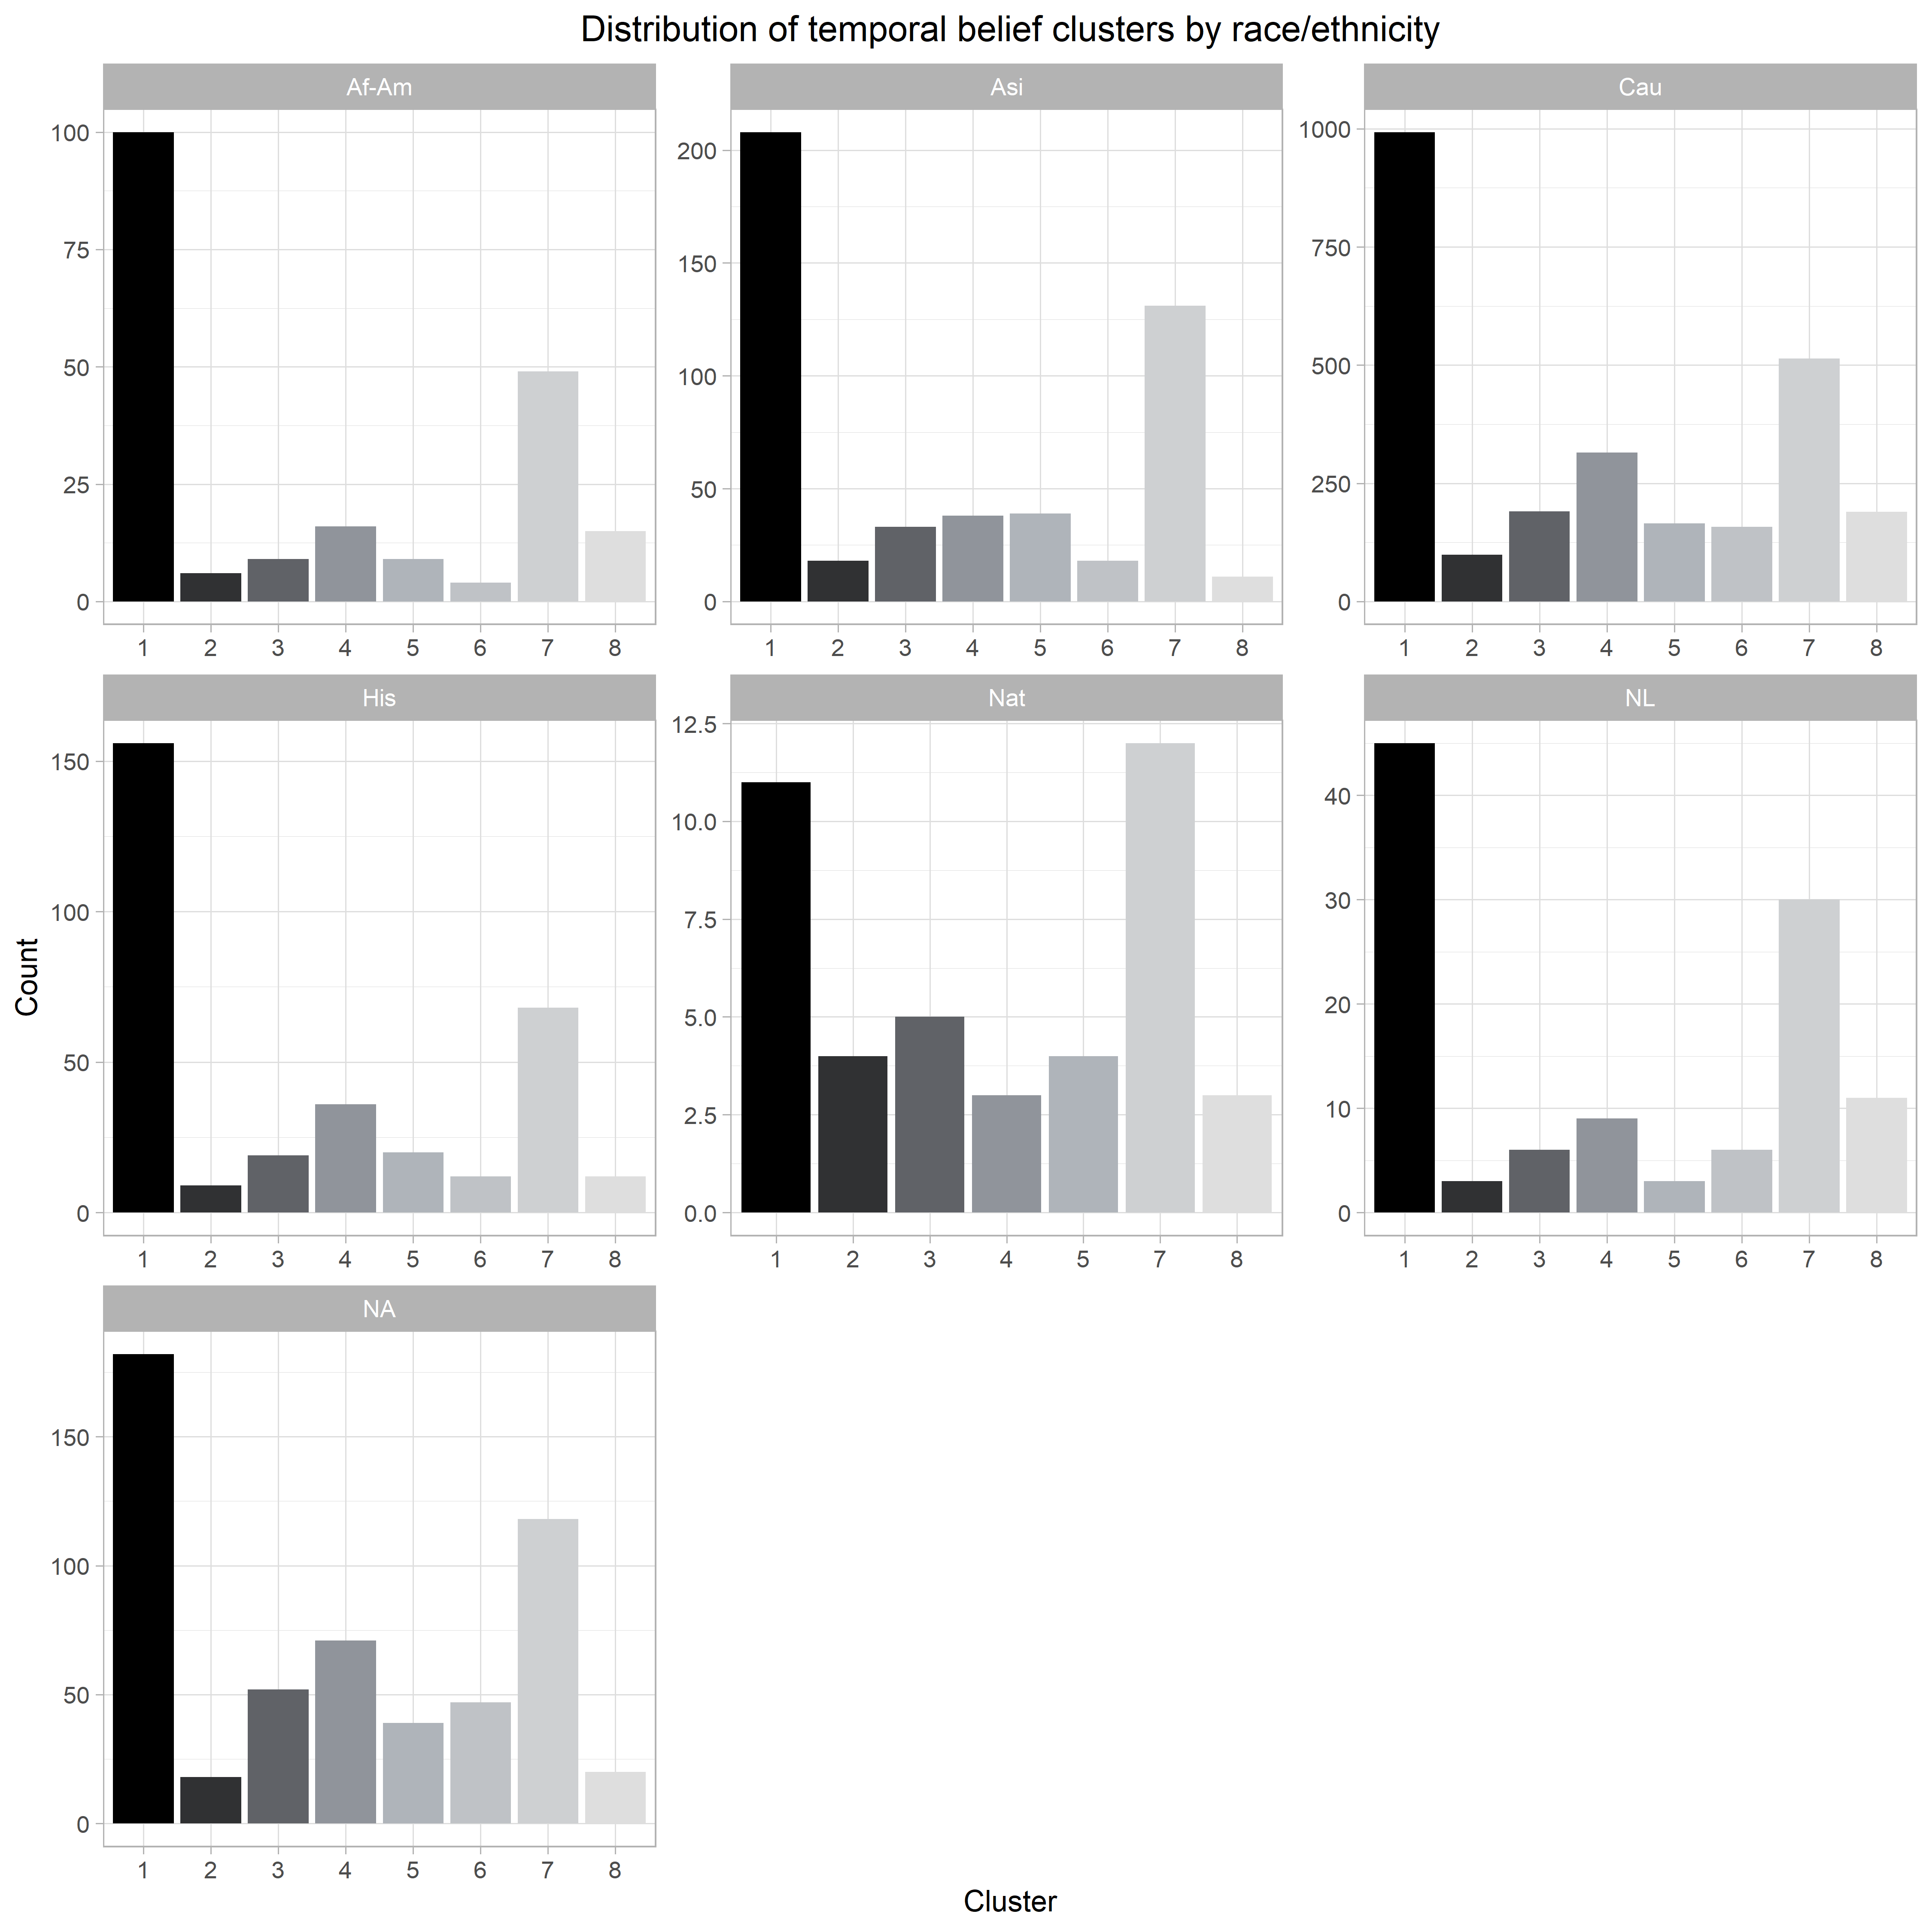 Distribution of temporal belief clusters by race/ethnicity
Af-Am
100
75
50
25
0
1 2 3 4 5 6 7 8
Asi
200
150
100
50
0
1 2 3 4 5 6 7 8
Cau
1000
750
500
250
0
1 2 3 4 5 6 7 8
Count
His
150
100
50
0
1 2 3 4 5 6 7 8
Nat
12.5
10.0
7.5
5.0
2.5
0.0
1 2 3 4 5 7 8
NL
40
30
20
10
0
1 2 3 4 5 6 7 8
NA
150
100
50
0
1 2 3 4 5 6 7 8
Cluster